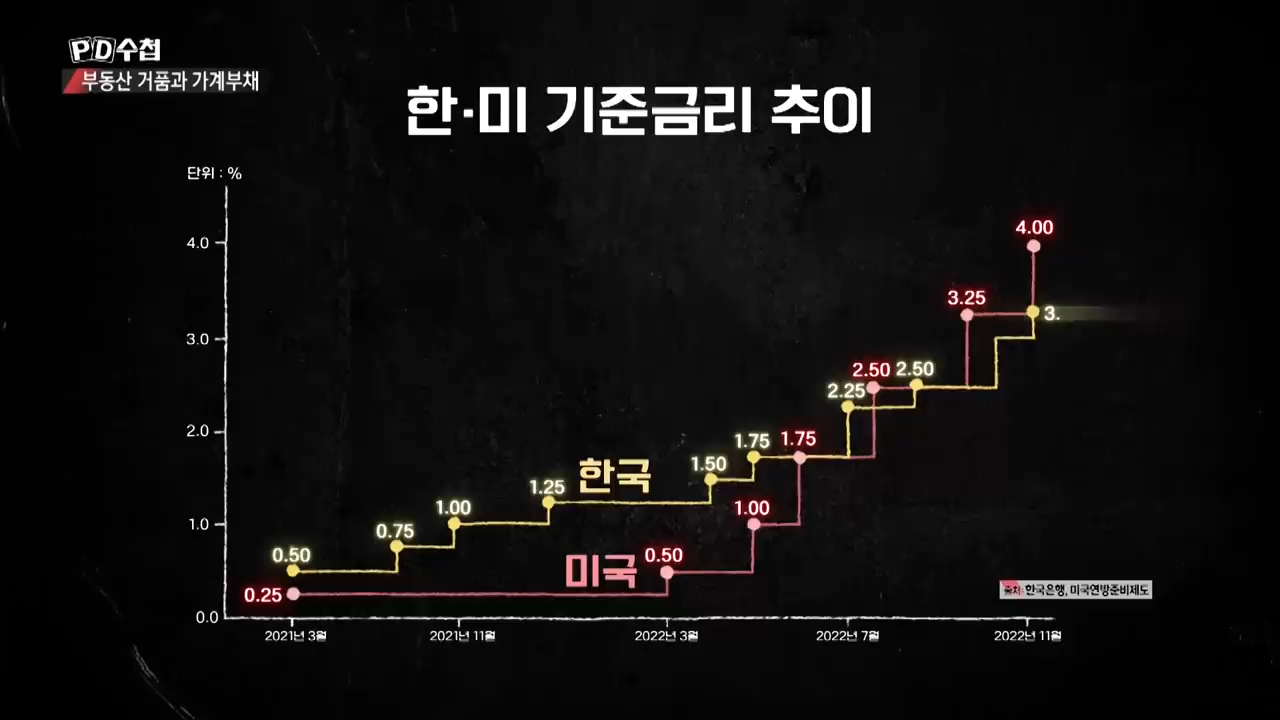 PD수첩
부동산 거품과 가계부채
한·미 기준금리 추이
단위 : %
4.0
3.0
2.0
1.0
0.0
0.50
0.75
1.00
1.25
한국
1.50
1.75
2.25
2.50
3.
0.25
미국
0.50
1.00
1.75
2.50
3.25
4.00
2021년 3월
2021년 11월
2022년 3월
2022년 7월
2022년 11월
출처: 한국은행, 미국연방준비제도